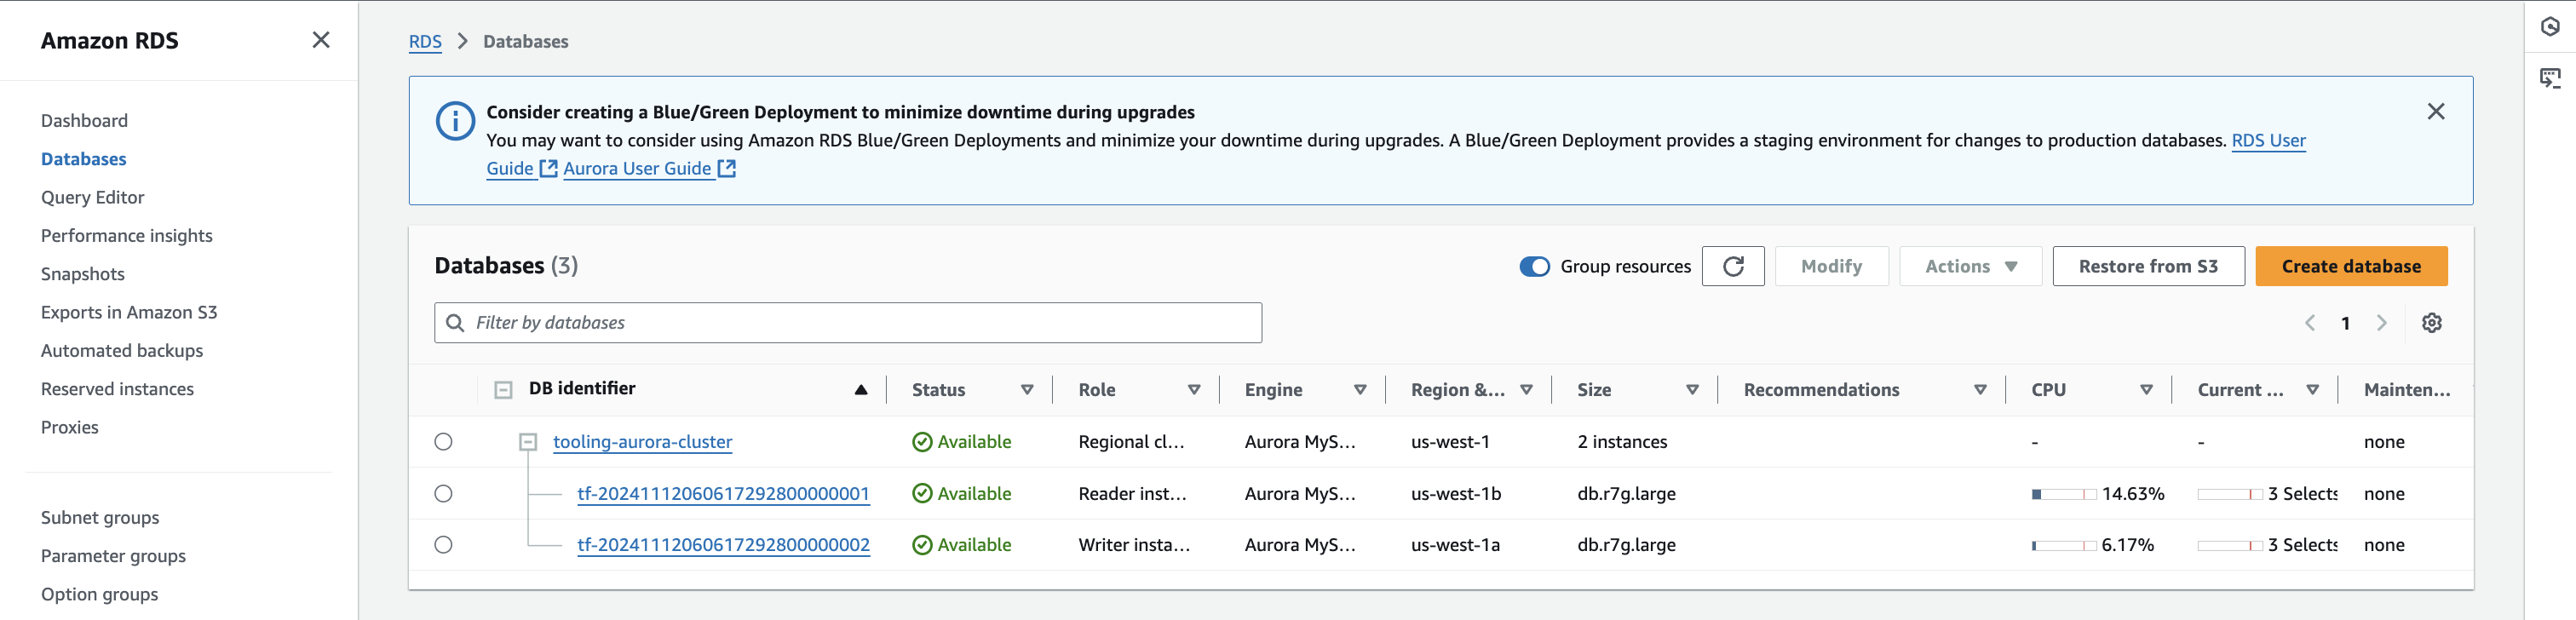 Amazon RDS
Dashboard
Databases
Query Editor
Performance insights
Snapshots
Exports in Amazon S3
Automated backups
Reserved instances
Proxies
Subnet groups
Parameter groups
Option groups
RDS > Databases
Consider creating a Blue/Green Deployment to minimize downtime during upgrades
You may want to consider using Amazon RDS Blue/Green Deployments and minimize your downtime during upgrades. A Blue/Green Deployment provides a staging environment for changes to production databases. RDS User
Guide Aurora User Guide
Databases (3)
Group resources Modify Actions Restore from S3 Create database
Filter by databases
1
DB identifier Status Role Engine Region &... Size Recommendations CPU Current ... Mainten...
tooling-aurora-cluster Available Regional cl... Aurora MyS... us-west-1 2 instances - - none
tf-20241112060617292800000001 Available Reader inst... Aurora MyS... us-west-1b db.r7g.large 14.63% 3 Selects none
tf-20241112060617292800000002 Available Writer insta... Aurora MyS... us-west-1a db.r7g.large 6.17% 3 Selects none